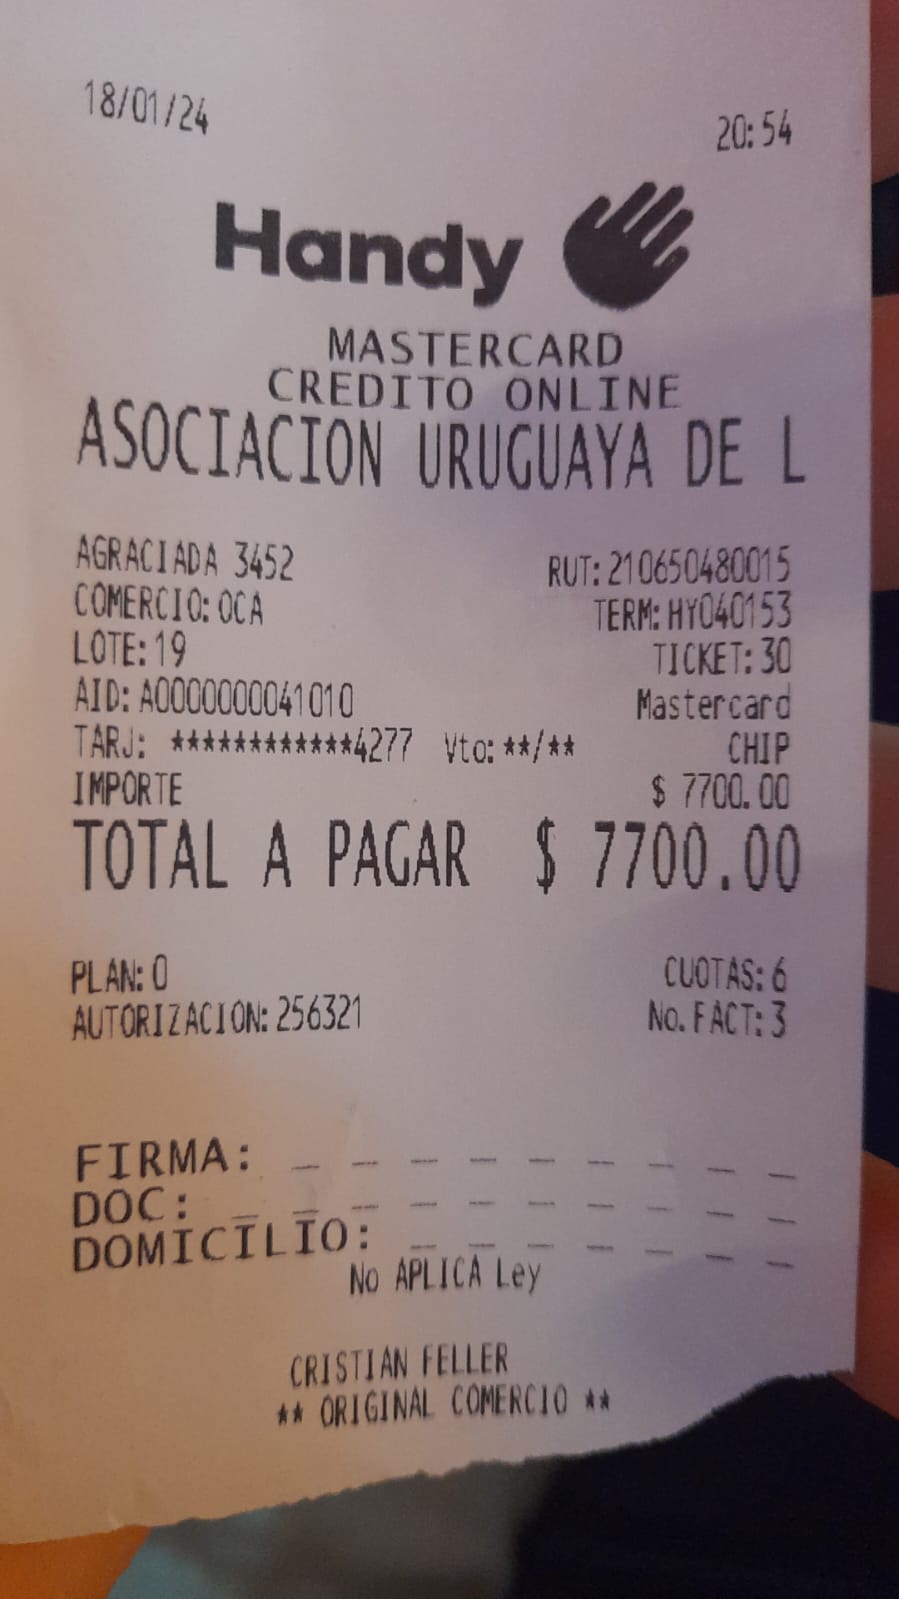 18/01/24 20:54
Handy
MASTERCARD
CREDITO ONLINE
ASOCIACION URUGUAYA DE L
AGRACIADA 3452 RUT: 210650480015
COMERCIO: OCA TERM: HY040153
LOTE: 19 TICKET: 30
AID: A0000000041010 Mastercard
TARJ: ************4277 Vto: **/** CHIP
IMPORTE $ 7700.00
TOTAL A PAGAR $ 7700.00
PLAN: 0 CUOTAS: 6
AUTORIZACION: 256321 No. FACT: 3
FIRMA: _ _ _ _ _ _ _ _ _
DOC: _ _ _ _ _ _ _ _ _ _
DOMICILIO: _ _ _ _ _ _ _
No APLICA Ley
CRISTIAN FELLER
** ORIGINAL COMERCIO **